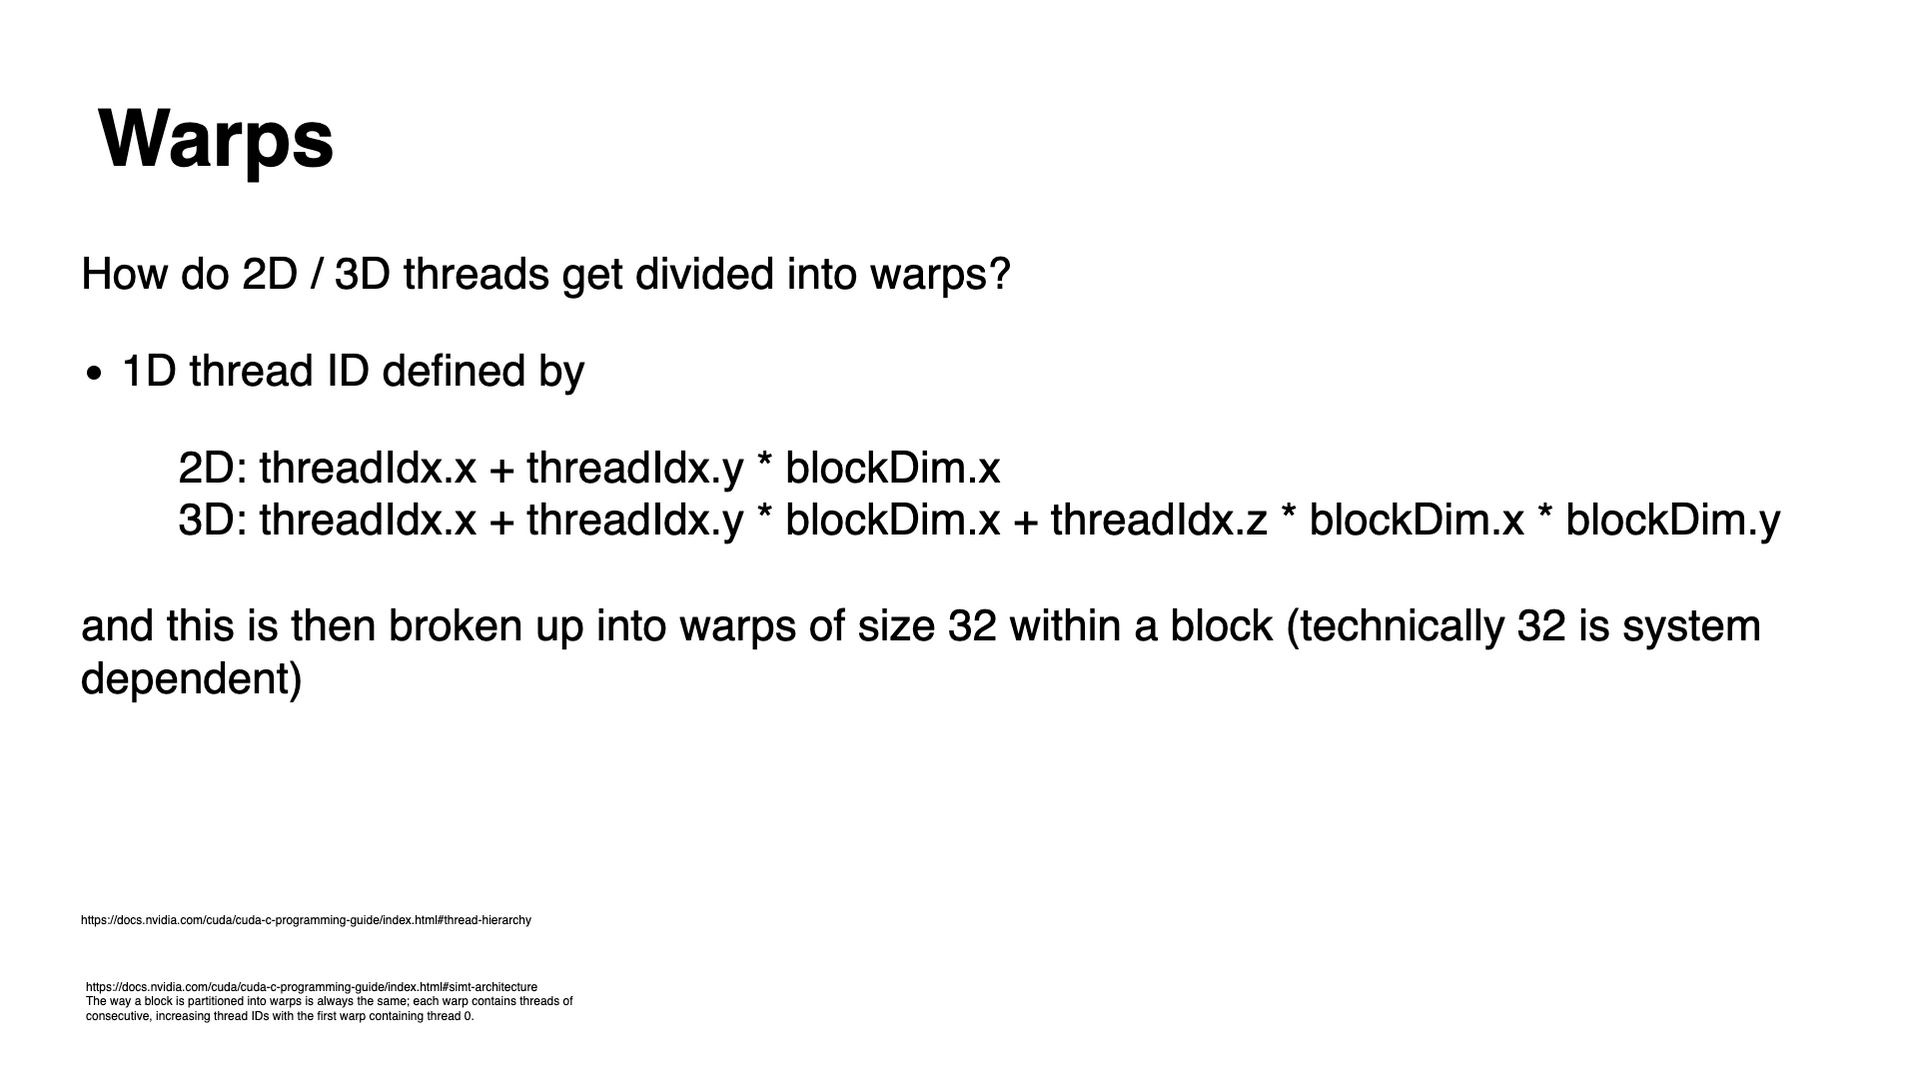 Warps
How do 2D / 3D threads get divided into warps?
• 1D thread ID defined by
2D: threadIdx.x + threadIdx.y * blockDim.x
3D: threadIdx.x + threadIdx.y * blockDim.x + threadIdx.z * blockDim.x * blockDim.y
and this is then broken up into warps of size 32 within a block (technically 32 is system
dependent)
https://docs.nvidia.com/cuda/cuda-c-programming-guide/index.html#thread-hierarchy
https://docs.nvidia.com/cuda/cuda-c-programming-guide/index.html#simt-architecture
The way a block is partitioned into warps is always the same; each warp contains threads of
consecutive, increasing thread IDs with the first warp containing thread 0.